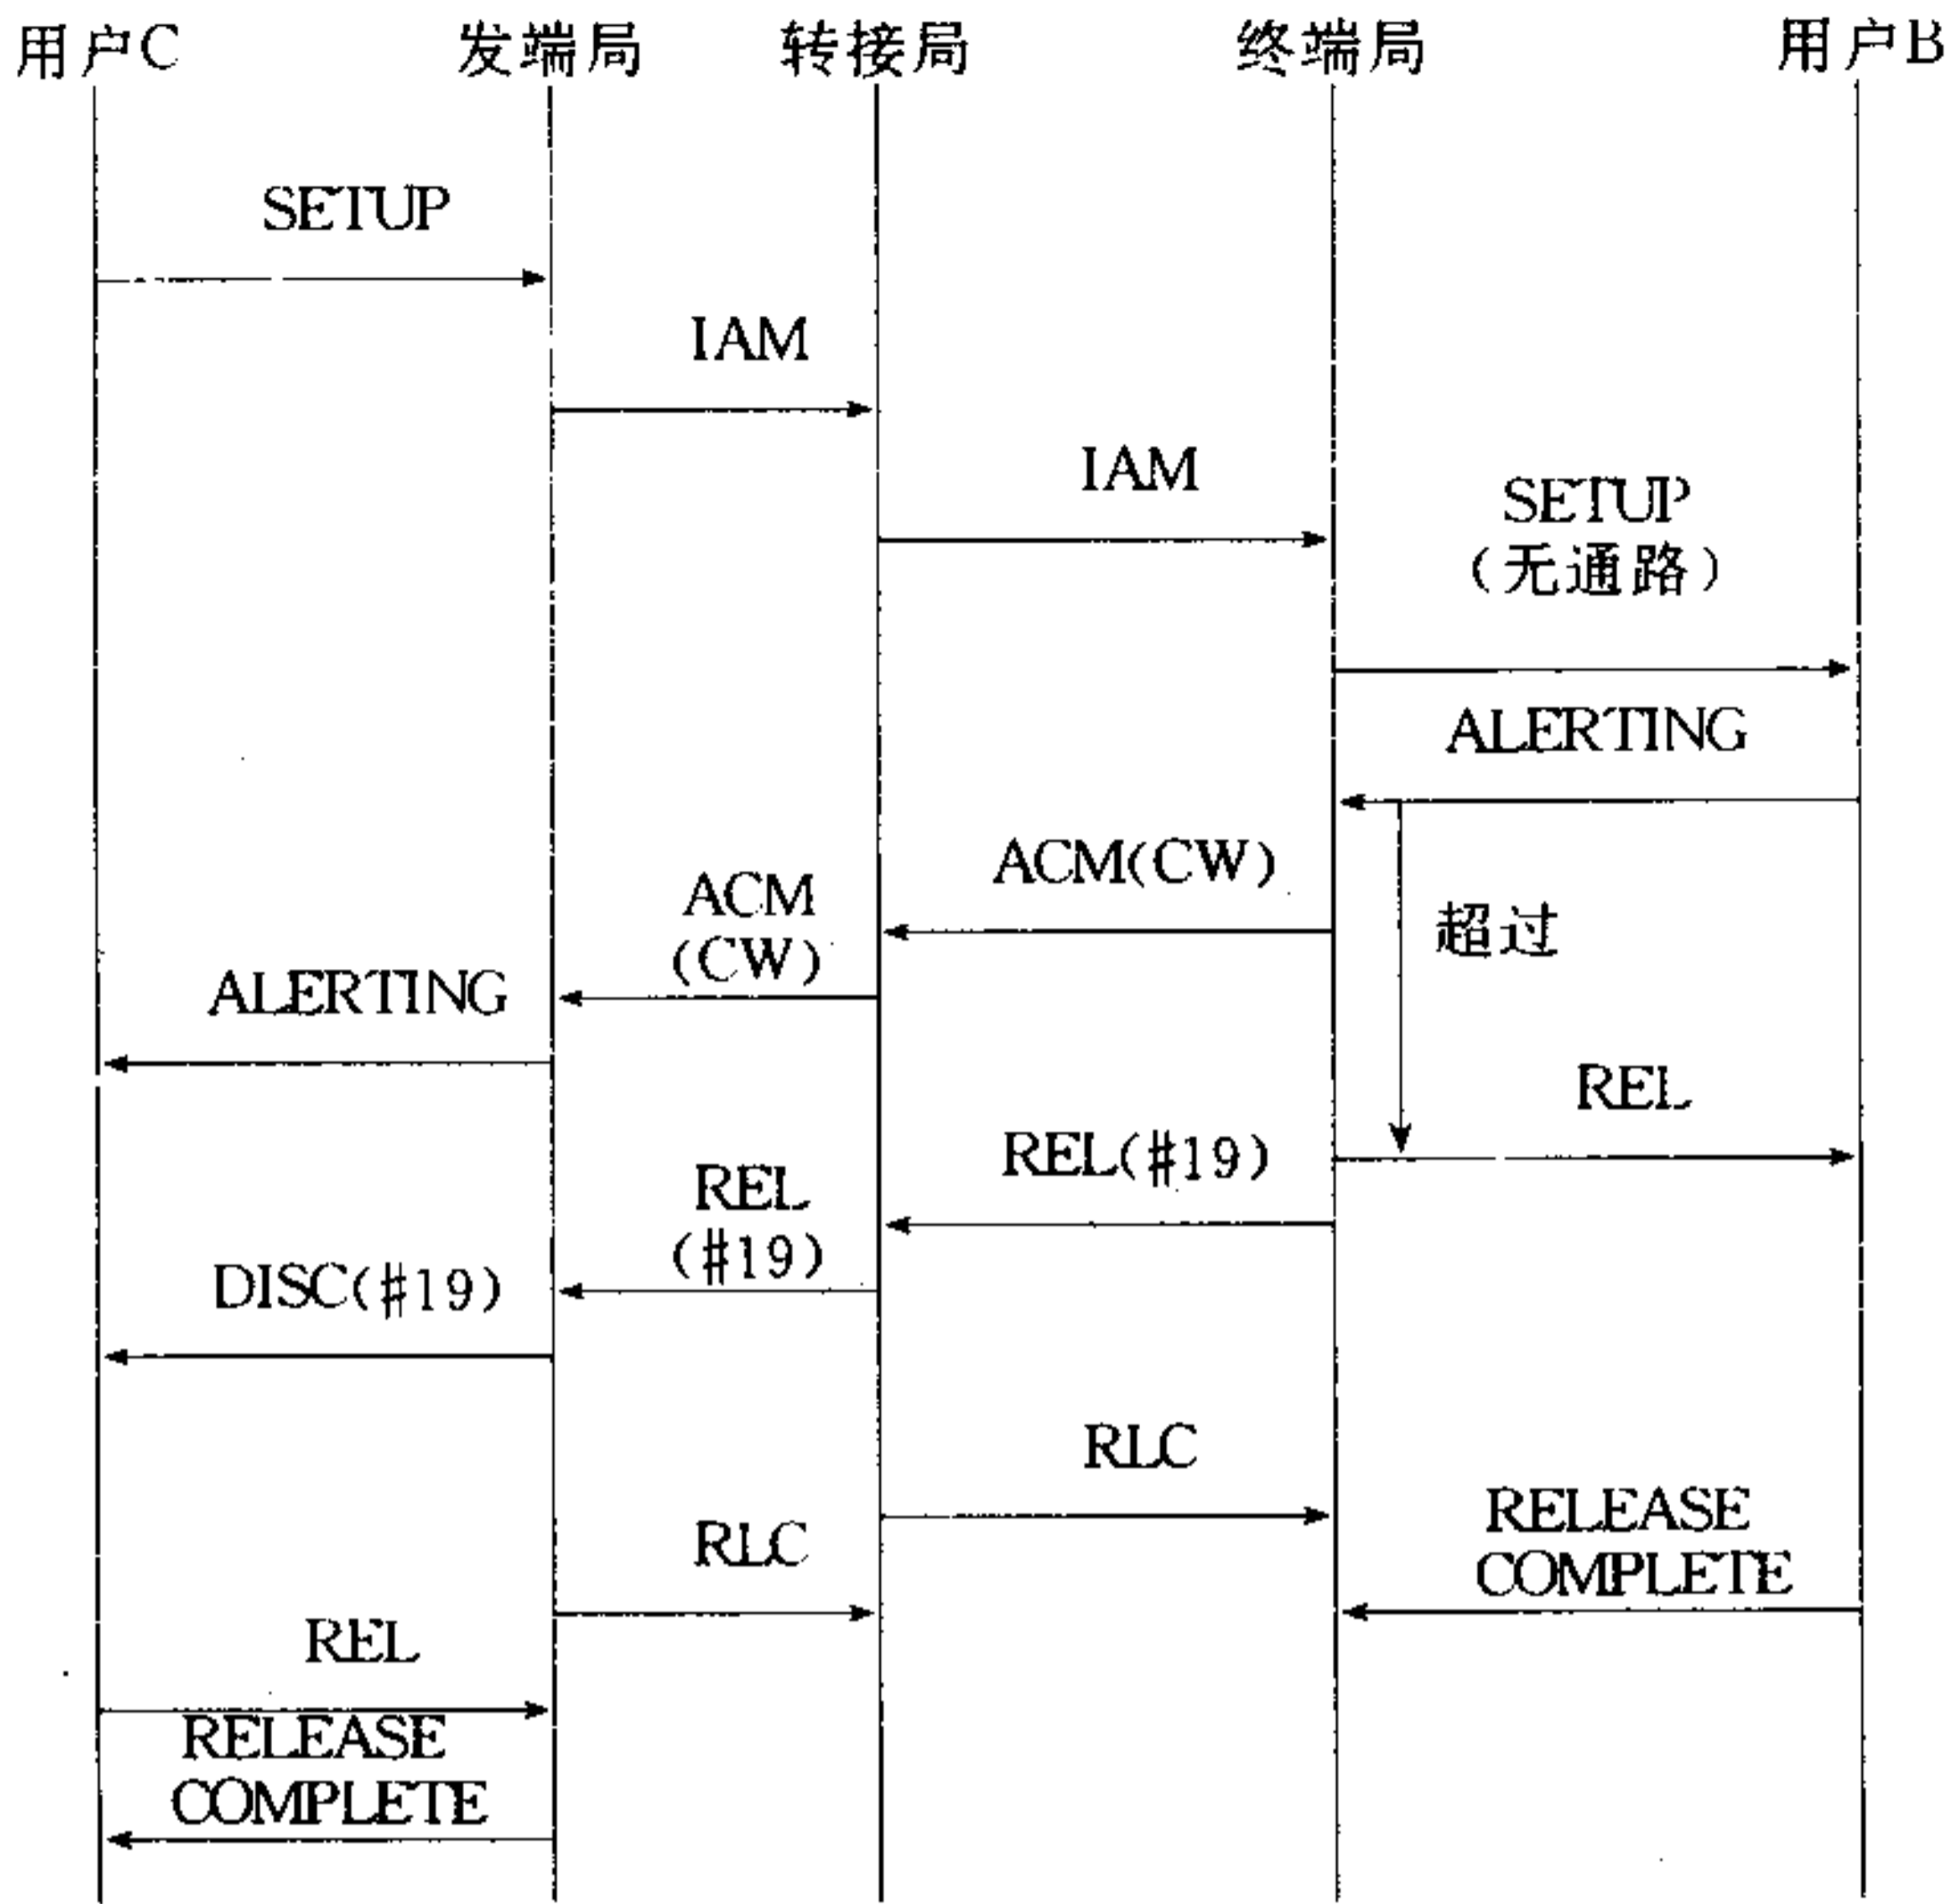 用户C 发端局 转接局 终端局 用户B
SETUP
IAM
IAM
SETUP
(无通路)
ALERTING
ACM(CW)
ACM
(CW)
超过
ALERTING
REL
REL(#19)
REL
(#19)
DISC(#19)
RLC
RELEASE
COMPLETE
RLC
REL
RELEASE
COMPLETE